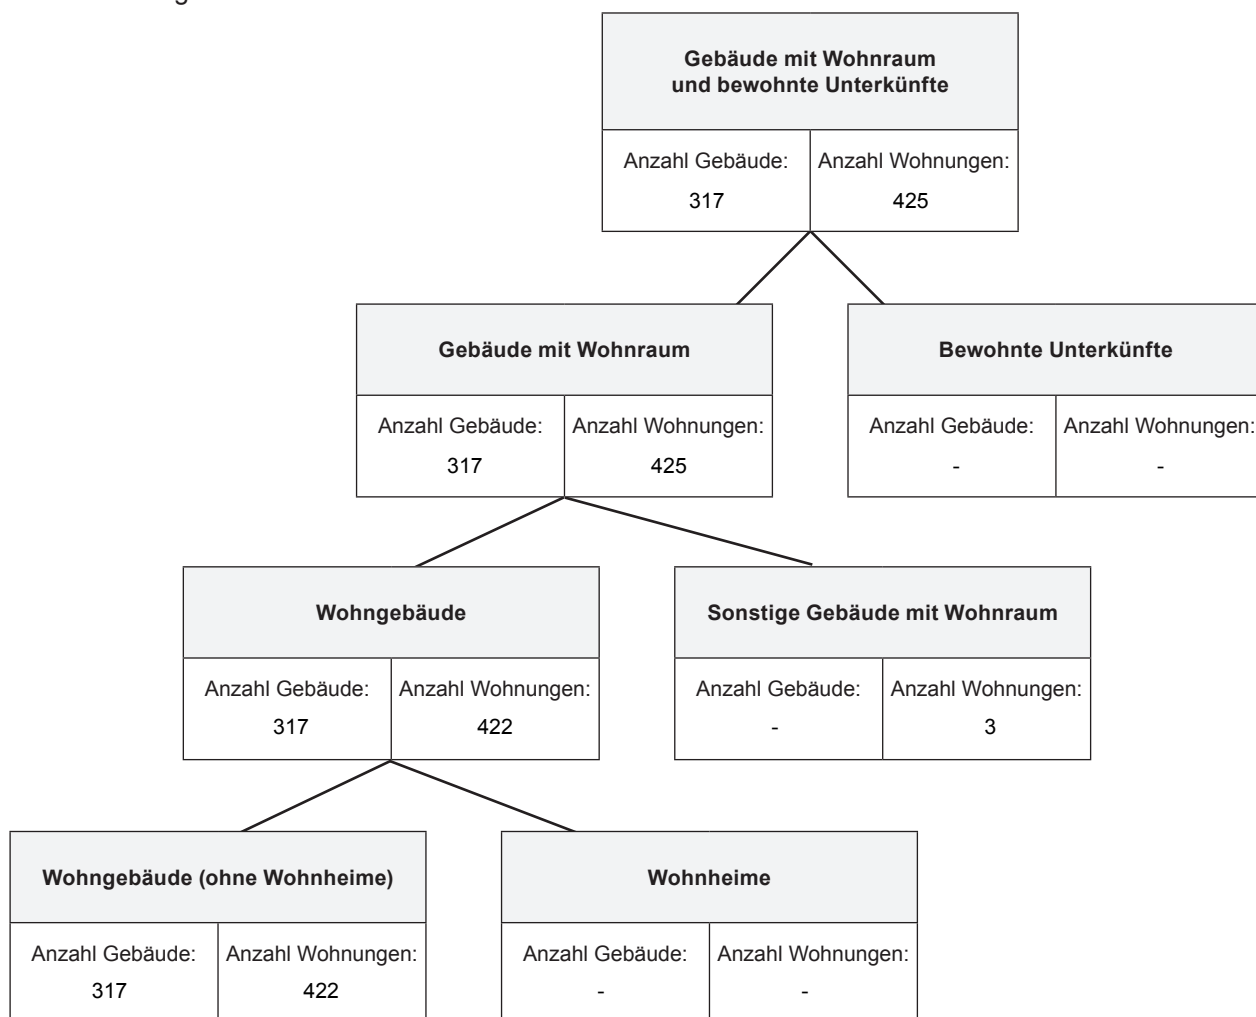 Gebäude mit Wohnraum
und bewohnte Unterkünfte
Anzahl Gebäude: Anzahl Wohnungen:
317 425
Gebäude mit Wohnraum
Anzahl Gebäude: Anzahl Wohnungen:
317 425
Bewohnte Unterkünfte
Anzahl Gebäude: Anzahl Wohnungen:
- -
Wohngebäude
Anzahl Gebäude: Anzahl Wohnungen:
317 422
Sonstige Gebäude mit Wohnraum
Anzahl Gebäude: Anzahl Wohnungen:
- 3
Wohngebäude (ohne Wohnheime)
Anzahl Gebäude: Anzahl Wohnungen:
317 422
Wohnheime
Anzahl Gebäude: Anzahl Wohnungen:
- -